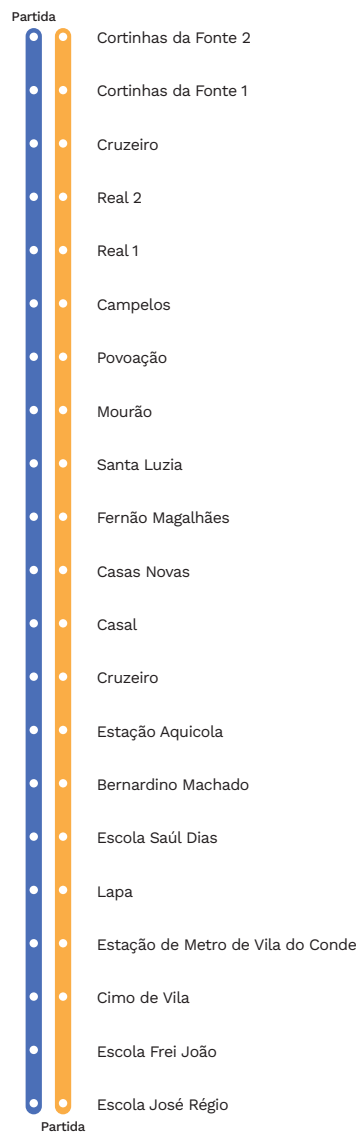 Partida
Cortinhas da Fonte 2
Cortinhas da Fonte 1
Cruzeiro
Real 2
Real 1
Campelos
Povoação
Mourão
Santa Luzia
Fernão Magalhães
Casas Novas
Casal
Cruzeiro
Estação Aquicola
Bernardino Machado
Escola Saúl Dias
Lapa
Estação de Metro de Vila do Conde
Cimo de Vila
Escola Frei João
Escola José Régio
Partida